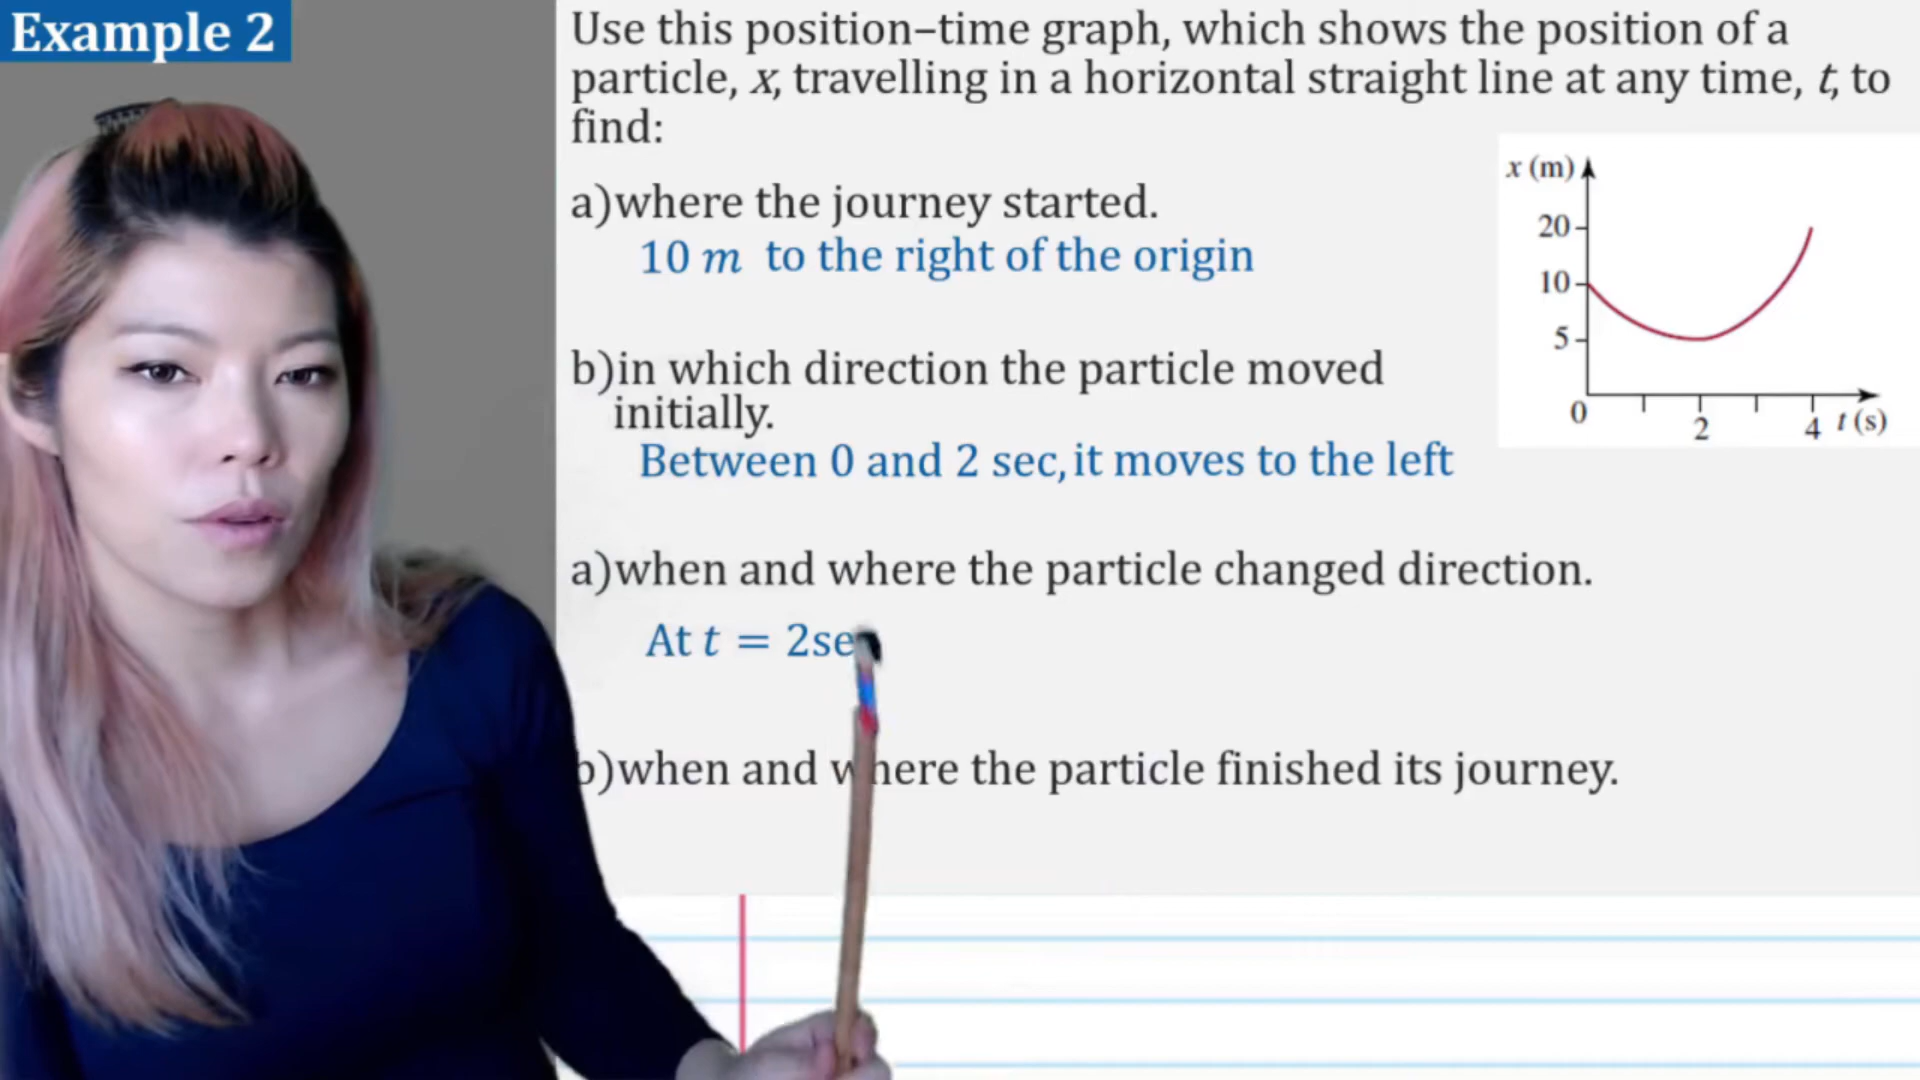 Example 2
Use this position–time graph, which shows the position of a
particle, x, travelling in a horizontal straight line at any time, t, to
find:
a)where the journey started.
10 m to the right of the origin
b)in which direction the particle moved
initially.
Between 0 and 2 sec, it moves to the left
a)when and where the particle changed direction.
At t = 2se
b)when and where the particle finished its journey.
x (m)
20
10
5
0
2
4
t (s)